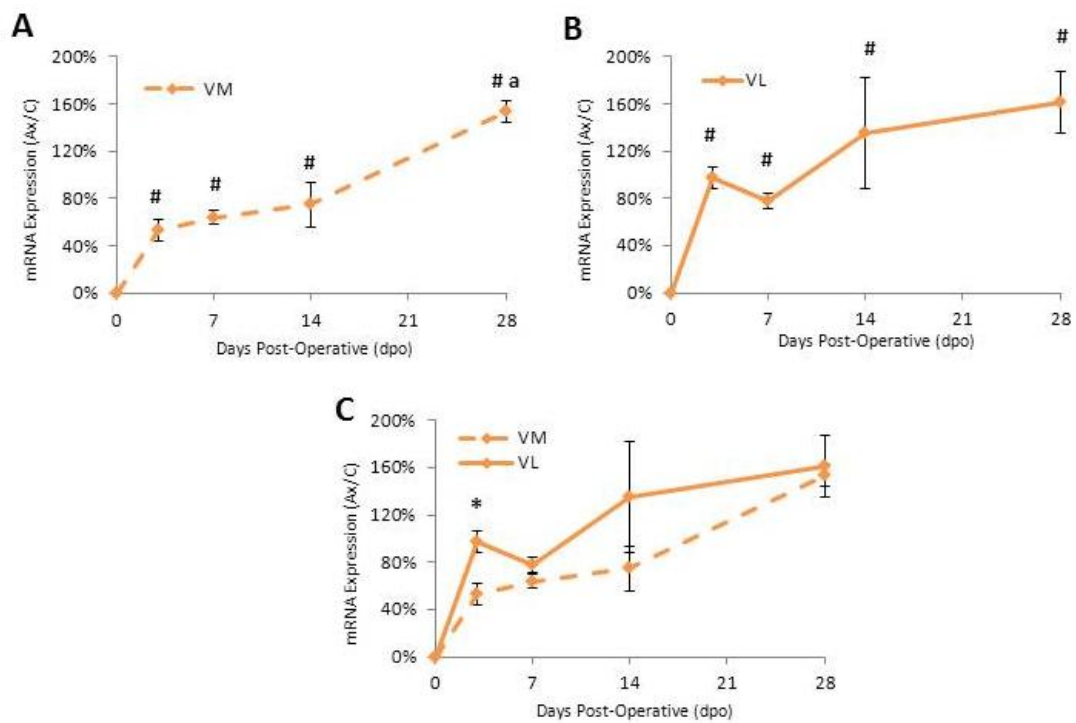 A
mRNA Expression (Ax/C)
200%
160%
120%
80%
40%
0%
VM
#
#
#
# a
0 7 14 21 28
Days Post-Operative (dpo)
B
mRNA Expression (Ax/C)
200%
160%
120%
80%
40%
0%
VL
#
#
#
#
0 7 14 21 28
Days Post-Operative (dpo)
C
mRNA Expression (Ax/C)
200%
160%
120%
80%
40%
0%
VM
VL
*
0 7 14 21 28
Days Post-Operative (dpo)